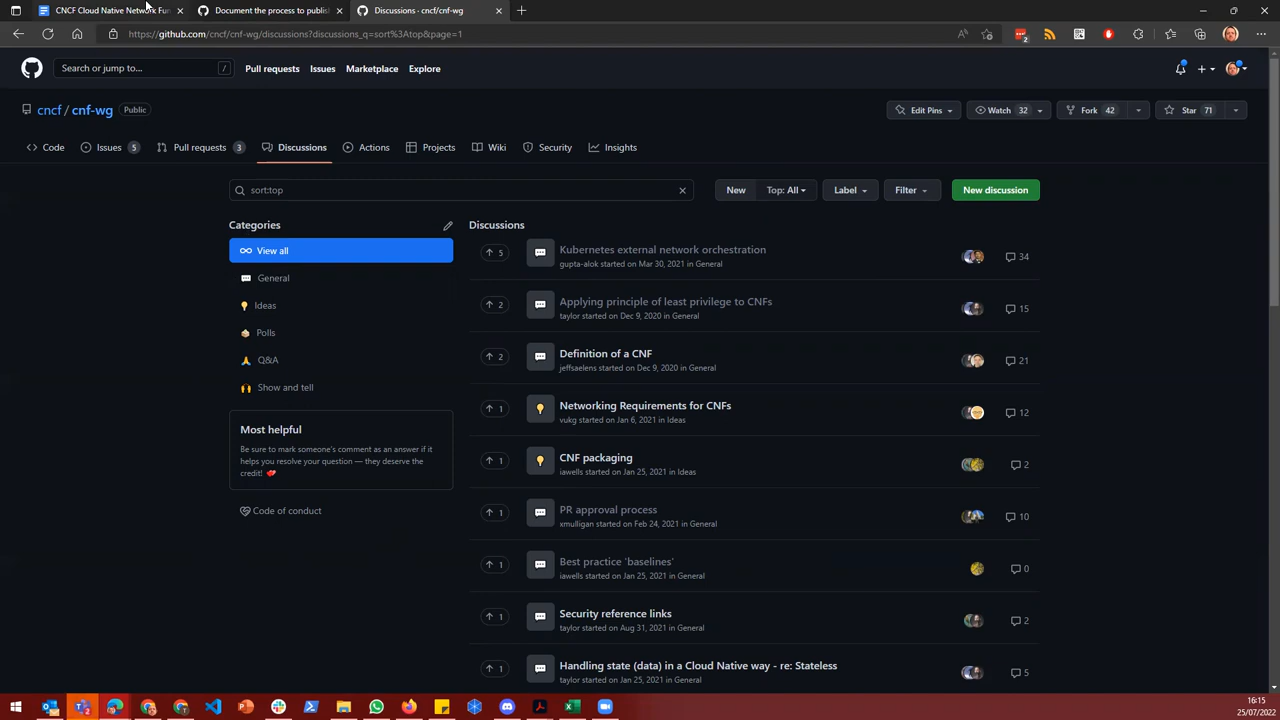 CNCF Cloud Native Network Fun
Document the process to publish
Discussions · cncf/cnf-wg
https://github.com/cncf/cnf-wg/discussions?discussions_q=sort%3Atop&page=1
2
Search or jump to...
/
Pull requests
Issues
Marketplace
Explore
cncf / cnf-wg
Public
Edit Pins
Watch 32
Fork 42
Star 71
Code
Issues 5
Pull requests 3
Discussions
Actions
Projects
Wiki
Security
Insights
sort:top
New
Top: All
Label
Filter
New discussion
Categories
View all
General
Ideas
Polls
Q&A
Show and tell
Most helpful
Be sure to mark someone's comment as an answer if it
helps you resolve your question — they deserve the
credit!
Code of conduct
Discussions
5
Kubernetes external network orchestration
gupta-alok started on Mar 30, 2021 in General
34
2
Applying principle of least privilege to CNFs
taylor started on Dec 9, 2020 in General
15
2
Definition of a CNF
jeffsaelens started on Dec 9, 2020 in General
21
1
Networking Requirements for CNFs
vukg started on Jan 6, 2021 in Ideas
12
1
CNF packaging
iawells started on Jan 25, 2021 in Ideas
2
1
PR approval process
xmulligan started on Feb 24, 2021 in General
10
1
Best practice 'baselines'
iawells started on Jan 25, 2021 in General
0
1
Security reference links
taylor started on Aug 31, 2021 in General
2
1
Handling state (data) in a Cloud Native way - re: Stateless
taylor started on Jan 25, 2021 in General
5
16:15
25/07/2022